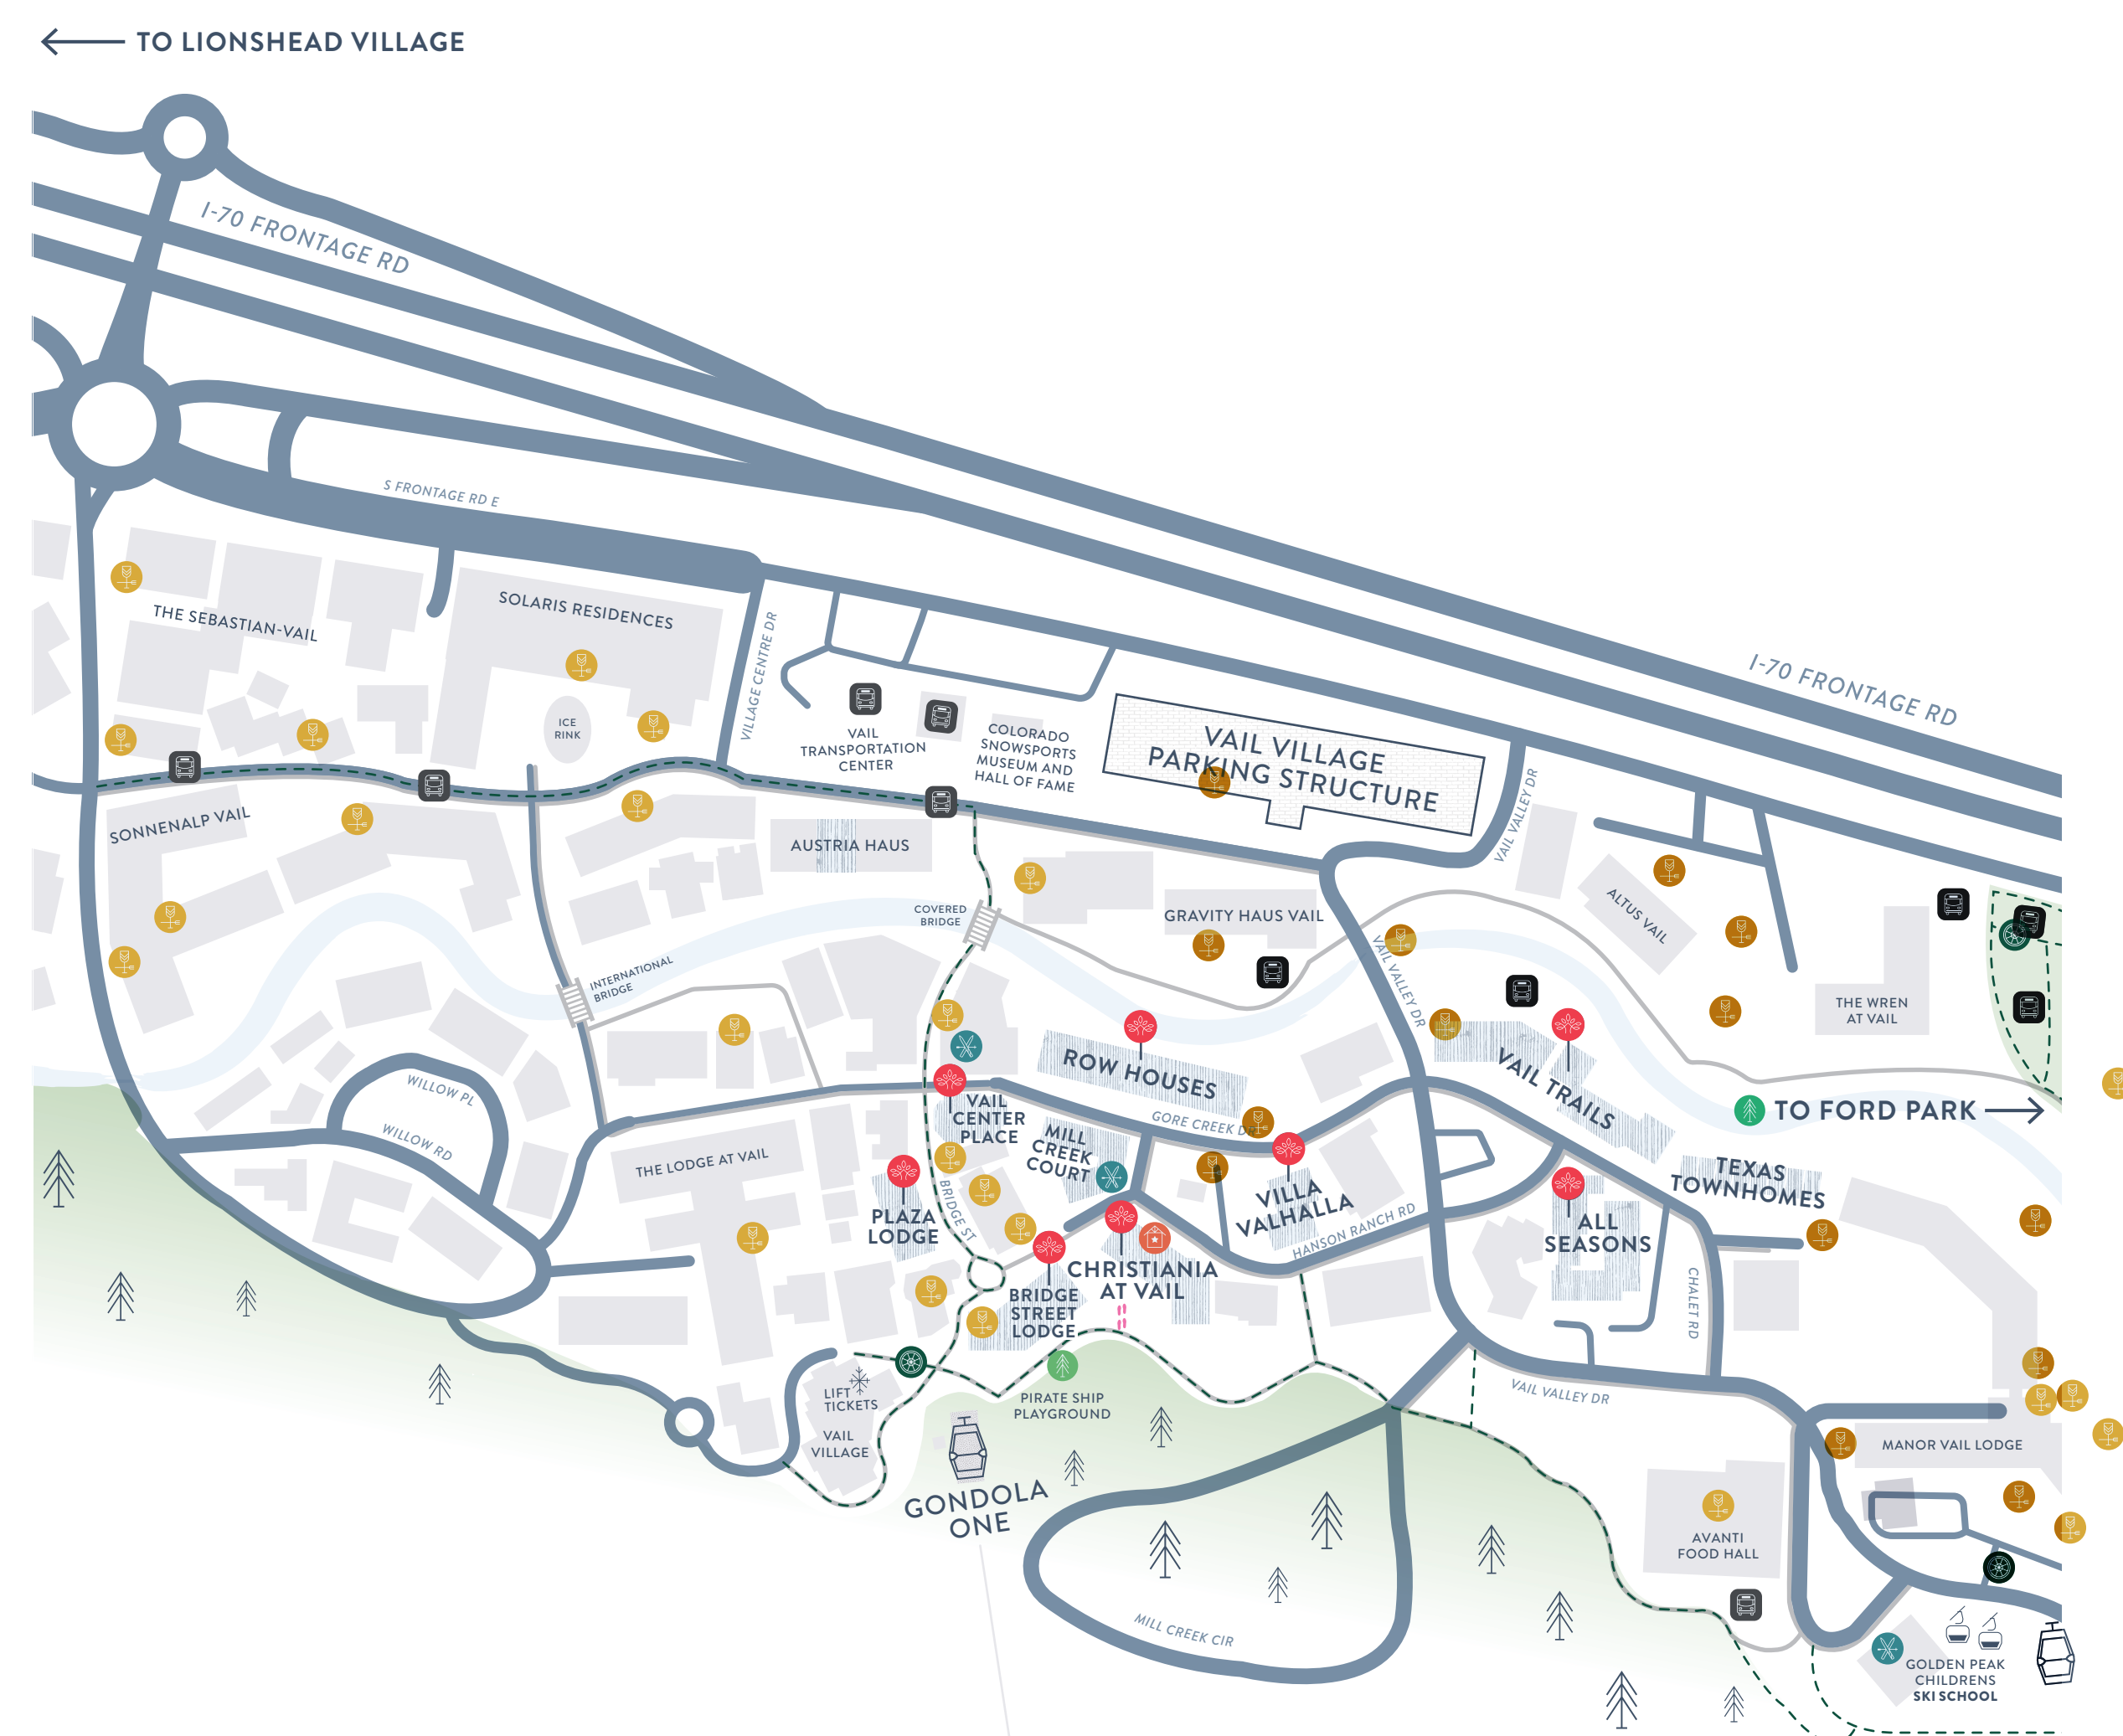 TO LIONSHEAD VILLAGE
I-70 FRONTAGE RD
S FRONTAGE RD E
THE SEBASTIAN-VAIL
SOLARIS RESIDENCES
ICE
RINK
VILLAGE CENTRE DR
VAIL
TRANSPORTATION
CENTER
COLORADO
SNOWSPORTS
MUSEUM AND
HALL OF FAME
VAIL VILLAGE
PARKING STRUCTURE
I-70 FRONTAGE RD
VAIL VALLEY DR
SONNENALP VAIL
AUSTRIA HAUS
COVERED
BRIDGE
GRAVITY HAUS VAIL
ALTUS VAIL
VAIL VALLEY DR
INTERNATIONAL
BRIDGE
THE WREN
AT VAIL
ROW HOUSES
VAIL TRAILS
TO FORD PARK
WILLOW PL
WILLOW RD
VAIL
CENTER
PLACE
GORE CREEK DR
MILL
CREEK
COURT
THE LODGE AT VAIL
TEXAS
TOWNHOMES
PLAZA
LODGE
BRIDGE ST
VILLA
VALHALLA
HANSON RANCH RD
ALL
SEASONS
CHRISTIANIA
AT VAIL
BRIDGE
STREET
LODGE
CHALET RD
LIFT
TICKETS
VAIL
VILLAGE
PIRATE SHIP
PLAYGROUND
VAIL VALLEY DR
MANOR VAIL LODGE
GONDOLA
ONE
AVANTI
FOOD HALL
MILL CREEK CIR
GOLDEN PEAK
CHILDRENS
SKI SCHOOL